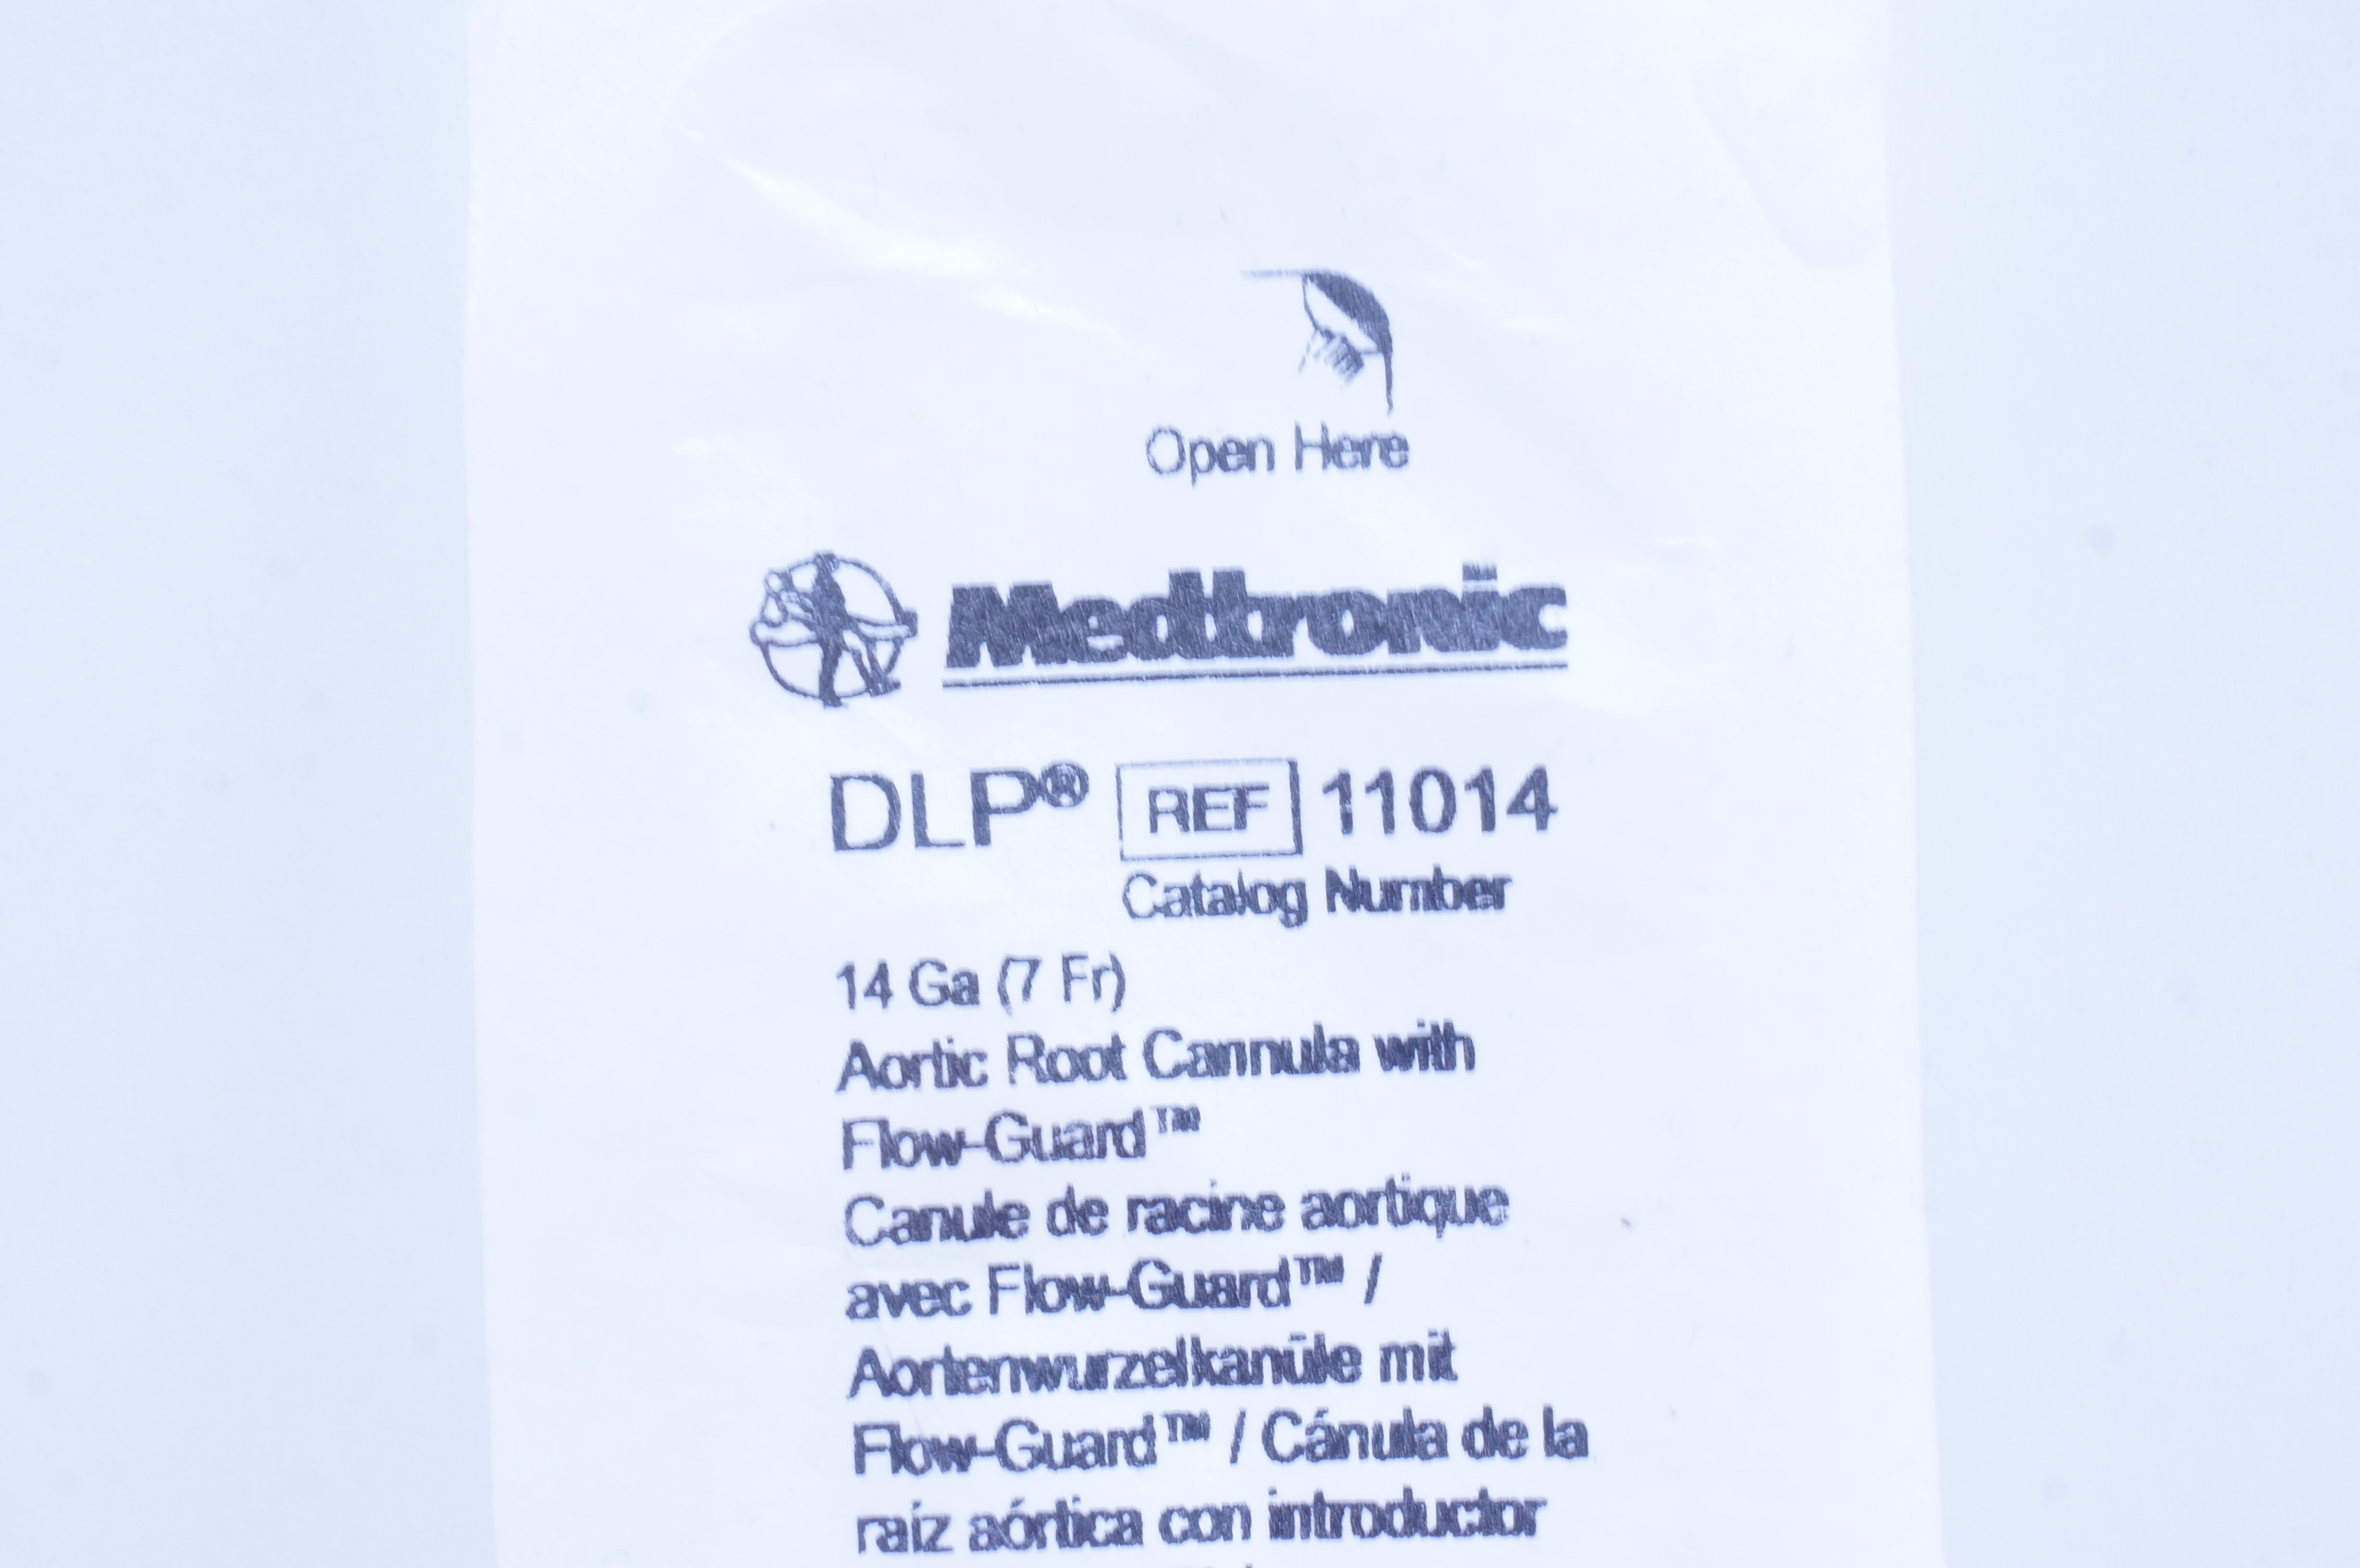 Open Here
Medtronic
DLP® REF 11014
Catalog Number
14 Ga (7 Fr)
Aortic Root Cannula with
Flow-Guard™
Canule de racine aortique
avec Flow-Guard™ /
Aortenwurzelkanüle mit
Flow-Guard™ / Cánula de la
raíz aórtica con introductor